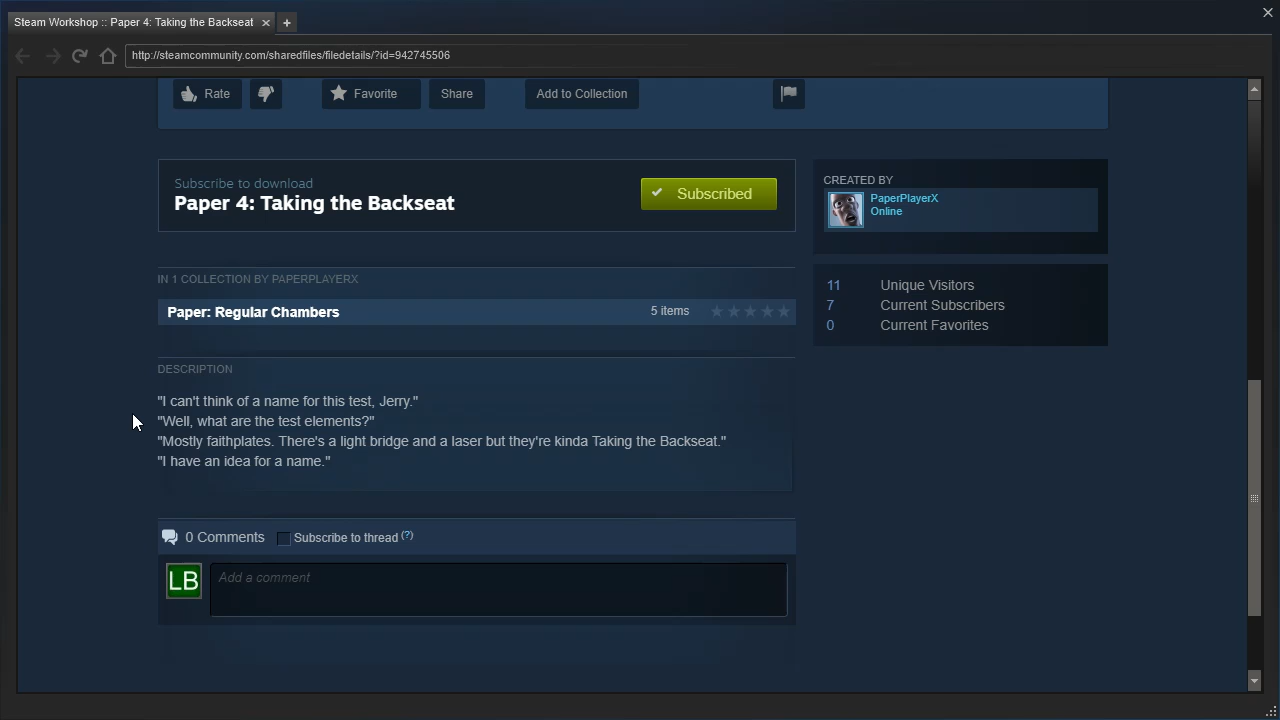 Steam Workshop :: Paper 4: Taking the Backseat
http://steamcommunity.com/sharedfiles/filedetails/?id=942745506
Rate Favorite Share Add to Collection
Subscribe to download
Paper 4: Taking the Backseat
Subscribed
CREATED BY
PaperPlayerX
Online
11 Unique Visitors
7 Current Subscribers
0 Current Favorites
IN 1 COLLECTION BY PAPERPLAYERX
Paper: Regular Chambers 5 items
DESCRIPTION
"I can't think of a name for this test, Jerry."
"Well, what are the test elements?"
"Mostly faithplates. There's a light bridge and a laser but they're kinda Taking the Backseat."
"I have an idea for a name."
0 Comments Subscribe to thread (?)
LB Add a comment